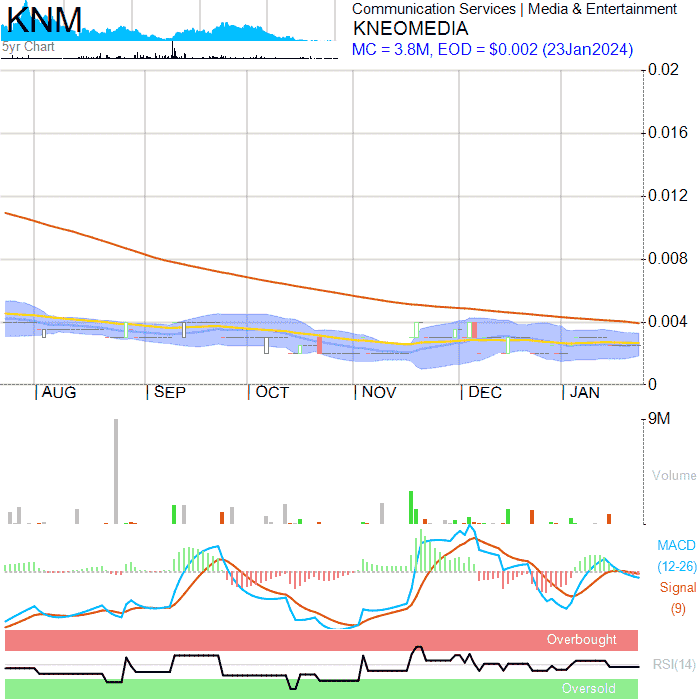 KNM
5yr Chart
Communication Services | Media & Entertainment
KNEOMEDIA
MC = 3.8M, EOD = $0.002 (23Jan2024)
0.02
0.016
0.012
0.008
0.004
0
AUG SEP OCT NOV DEC JAN
9M
Volume
MACD
(12-26)
Signal
(9)
Overbought
RSI(14)
Oversold